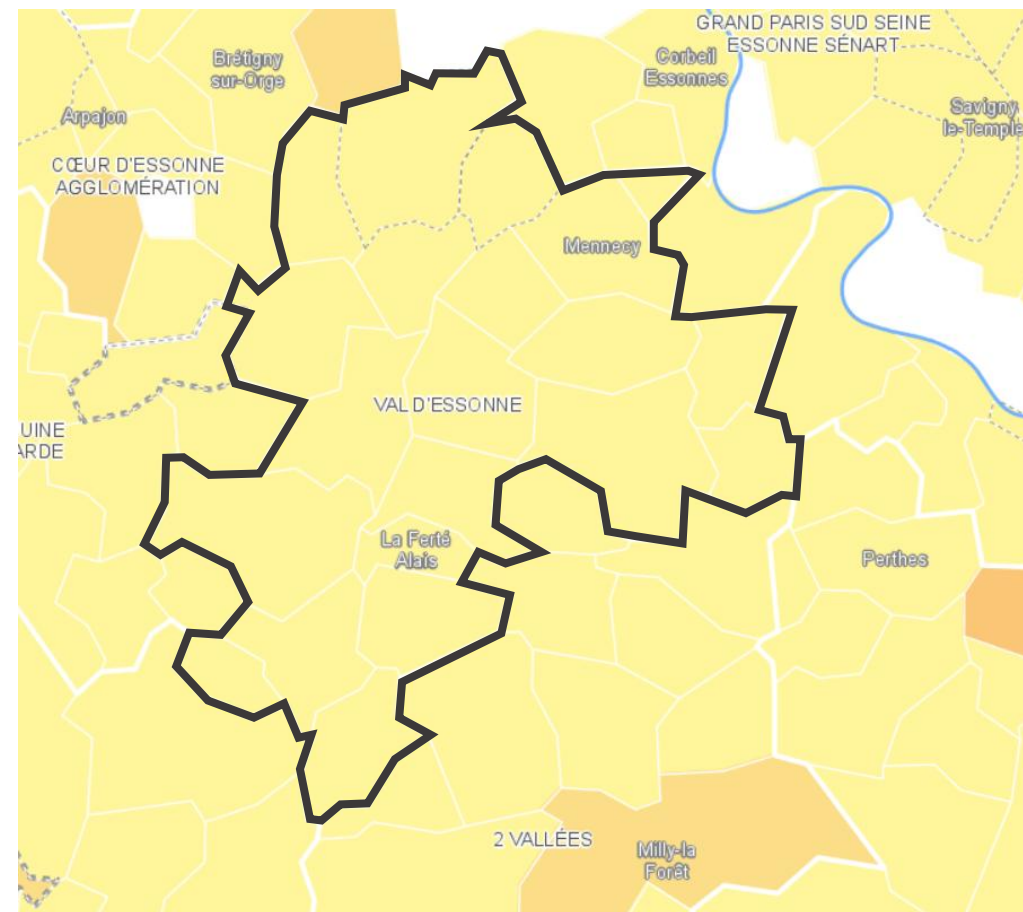 GRAND PARIS SUD SEINE
ESSONNE SÉNART
Brétigny
sur-Orge
Corbeil
Essonnes
Arpajon
Savigny
le-Temple
CŒUR D'ESSONNE
AGGLOMÉRATION
Mennecy
VAL D'ESSONNE
UINE
ARDE
La Ferté
Alais
Perthes
2 VALLÉES
Milly-la
Forêt